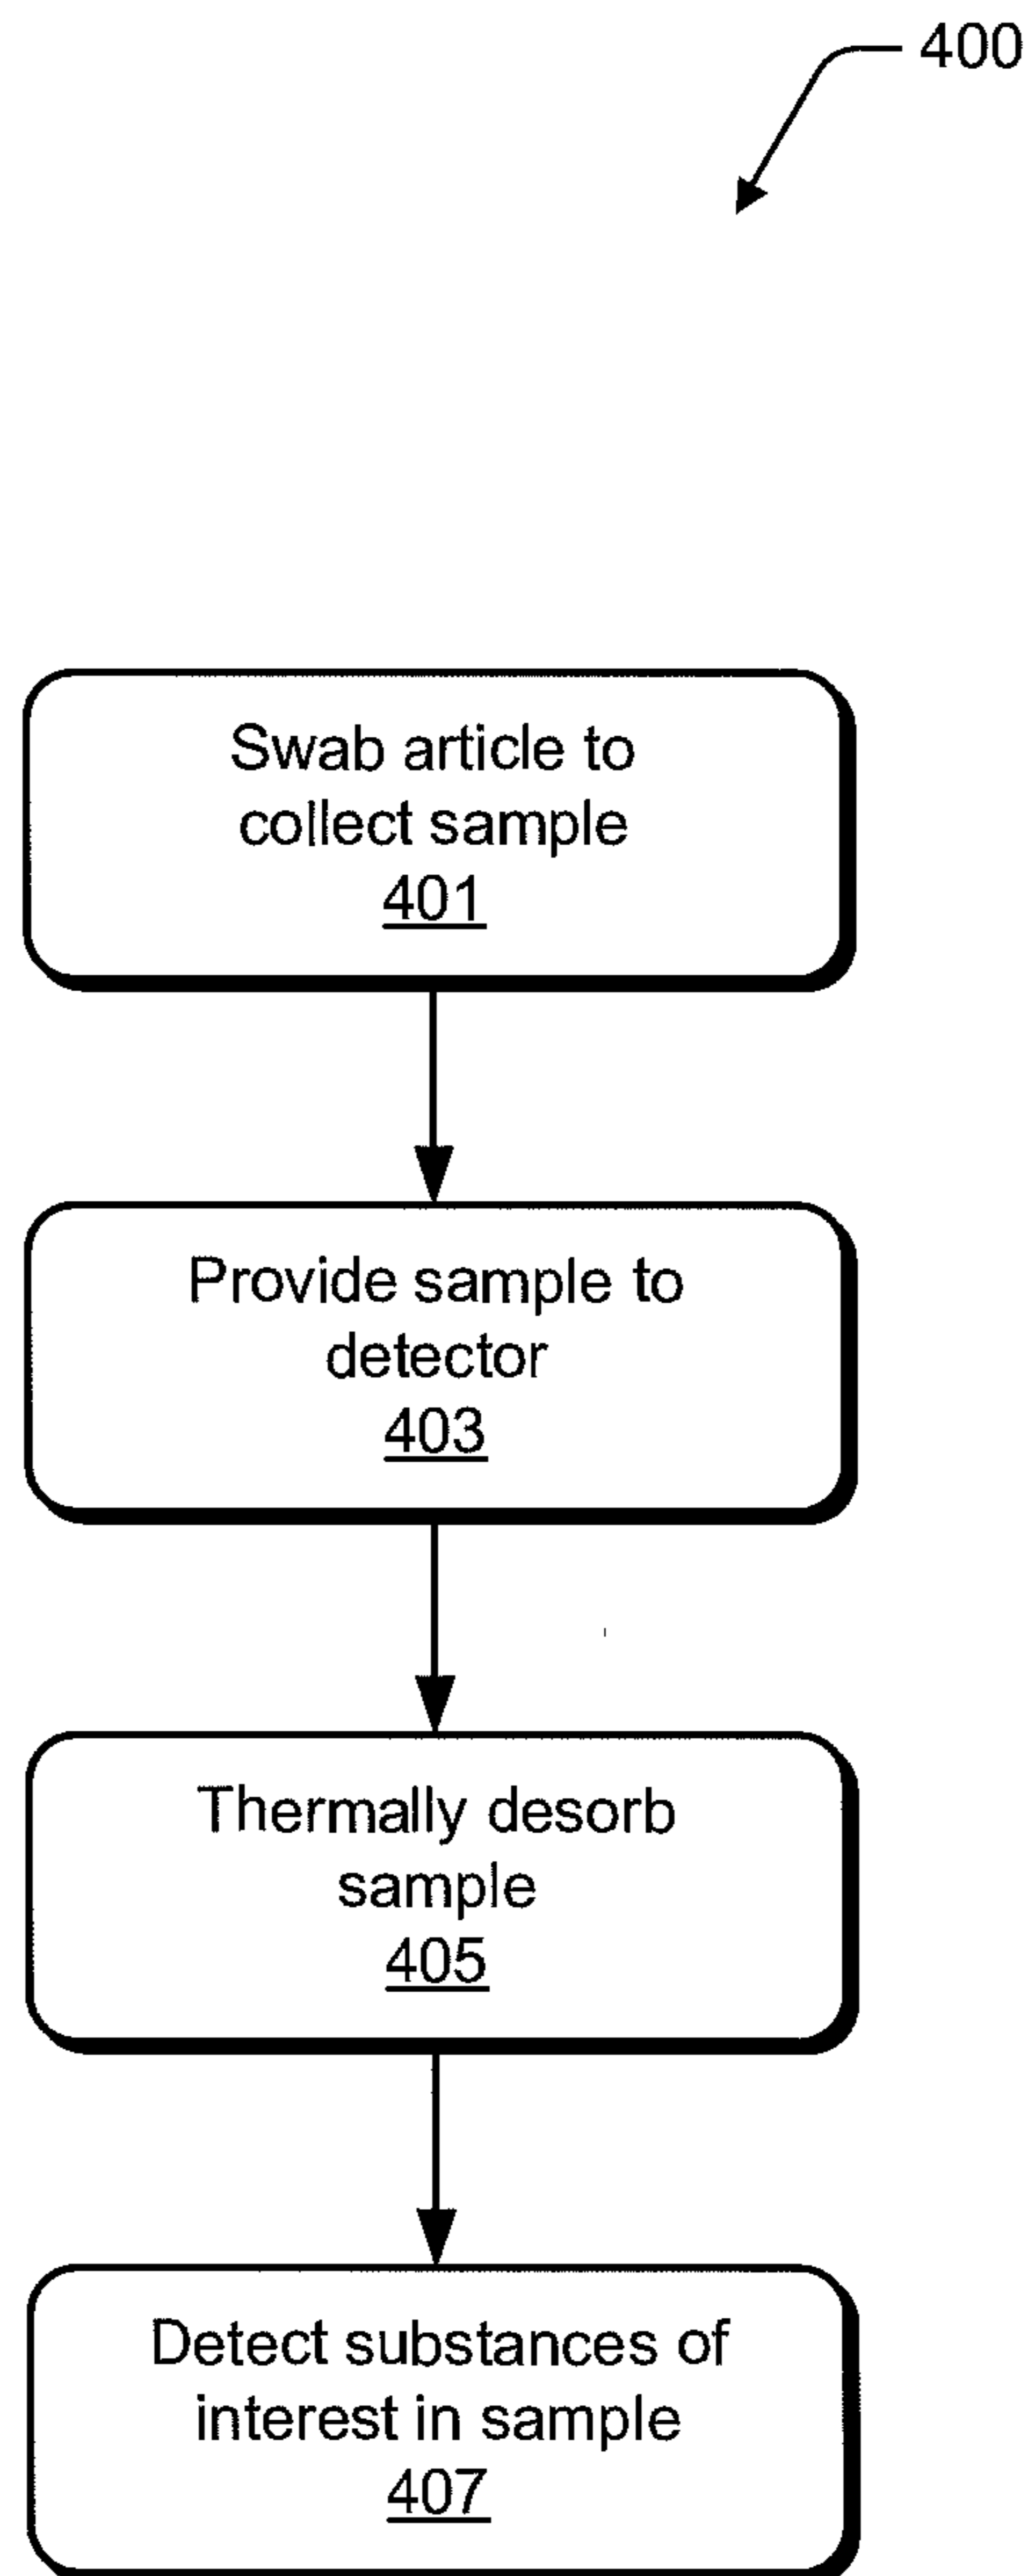 400
Swab article to
collect sample
401
Provide sample to
detector
403
Thermally desorb
sample
405
Detect substances of
interest in sample
407